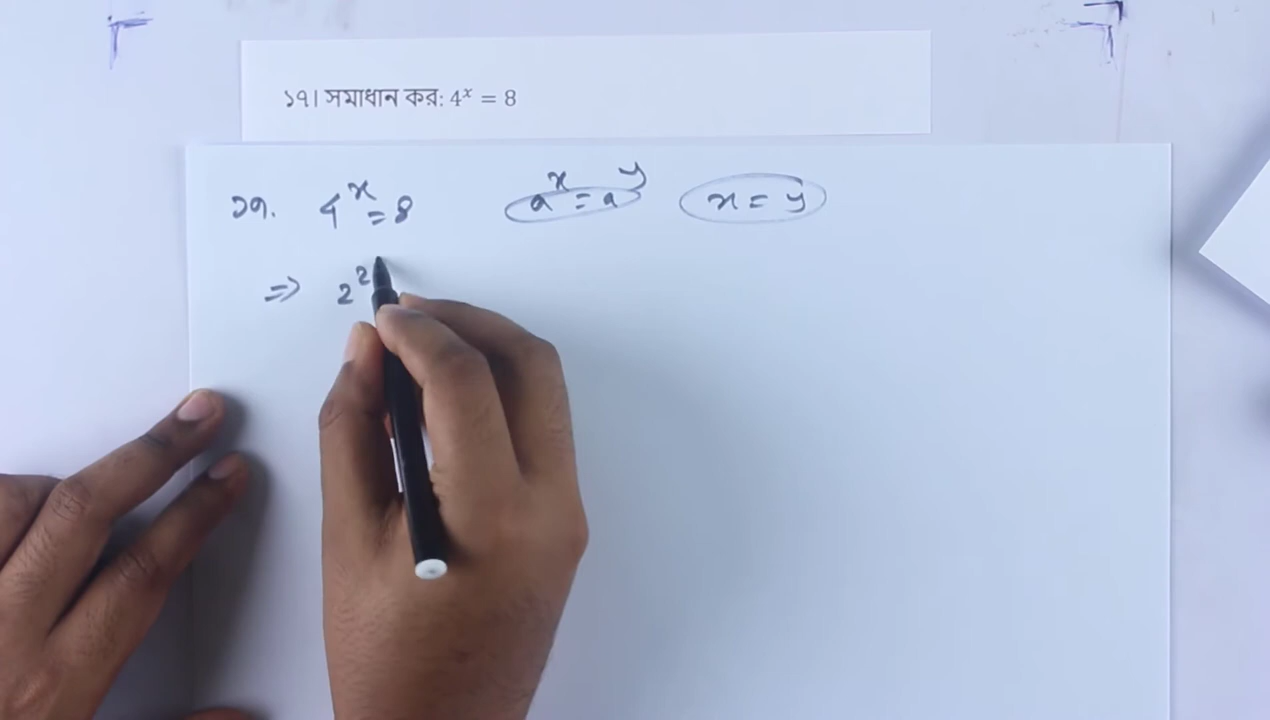 ১৭। সমাধান কর: 4ˣ = 8
১৭. 4ˣ = 8 aˣ = aʸ x = y
⇒ 2²